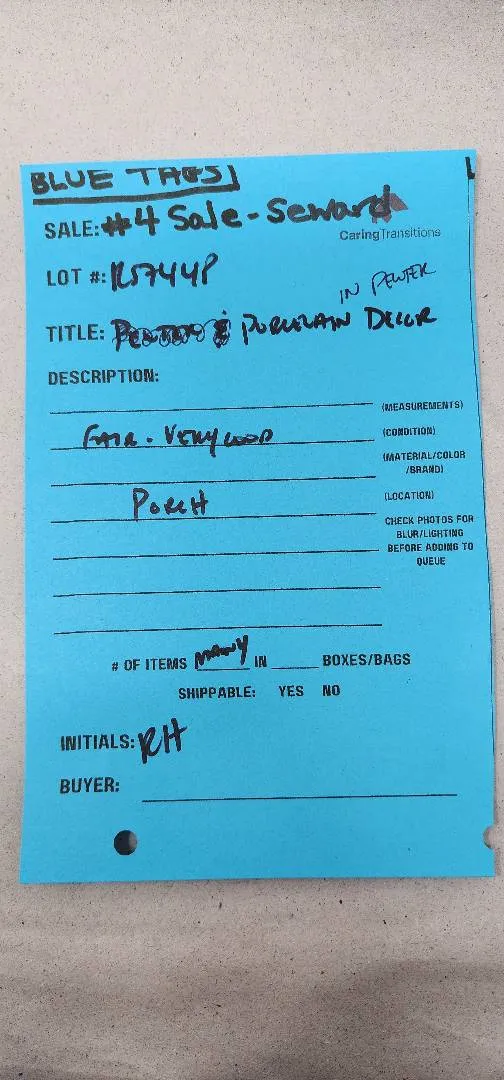 BLUE TAGS
SALE: #4 Sale - Seward
CaringTransitions
LOT #: R5744P
IN PEWTER
TITLE: PORCELAIN DECOR
DESCRIPTION:
(MEASUREMENTS)
FAIR - VERY GOOD (CONDITION)
(MATERIAL/COLOR
/BRAND)
PORCH (LOCATION)
CHECK PHOTOS FOR
BLUR/LIGHTING
BEFORE ADDING TO
QUEUE
# OF ITEMS MANY IN ____ BOXES/BAGS
SHIPPABLE: YES NO
INITIALS: RH
BUYER: